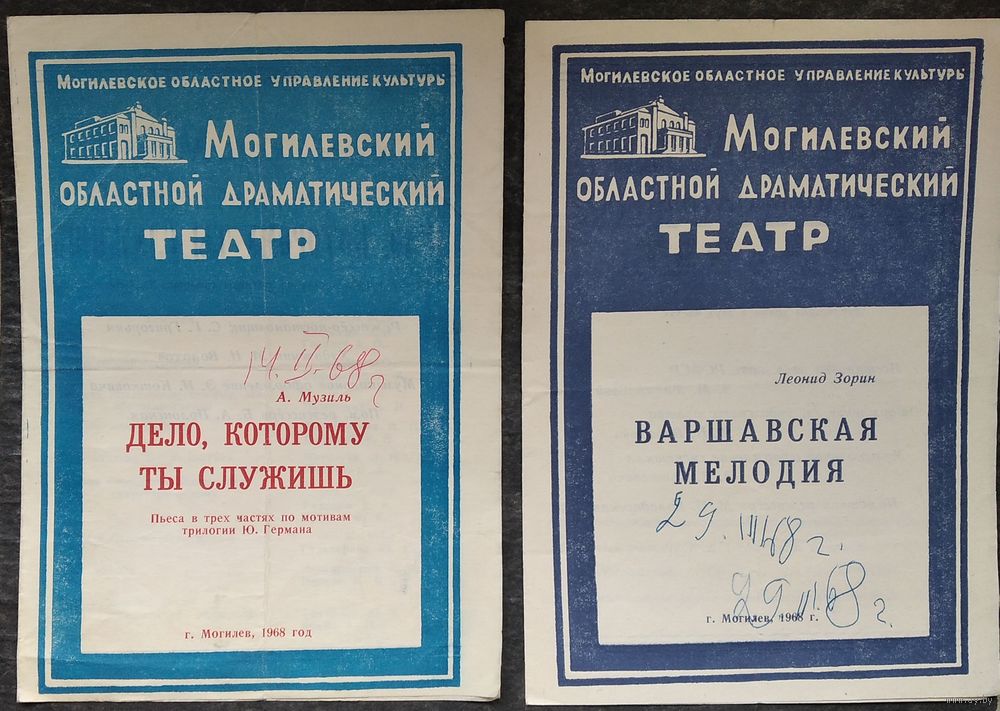 Могилевское областное управление культуры
Могилевский
областной драматический
театр
14.II.68 г
А. Музиль
ДЕЛО, КОТОРОМУ
ТЫ СЛУЖИШЬ
Пьеса в трех частях по мотивам
трилогии Ю. Германа
г. Могилев, 1968 год
Могилевское областное управление культуры
Могилевский
областной драматический
театр
Леонид Зорин
ВАРШАВСКАЯ
МЕЛОДИЯ
29.III.68 г.
29.III.68 г.
г. Могилев, 1968 г.